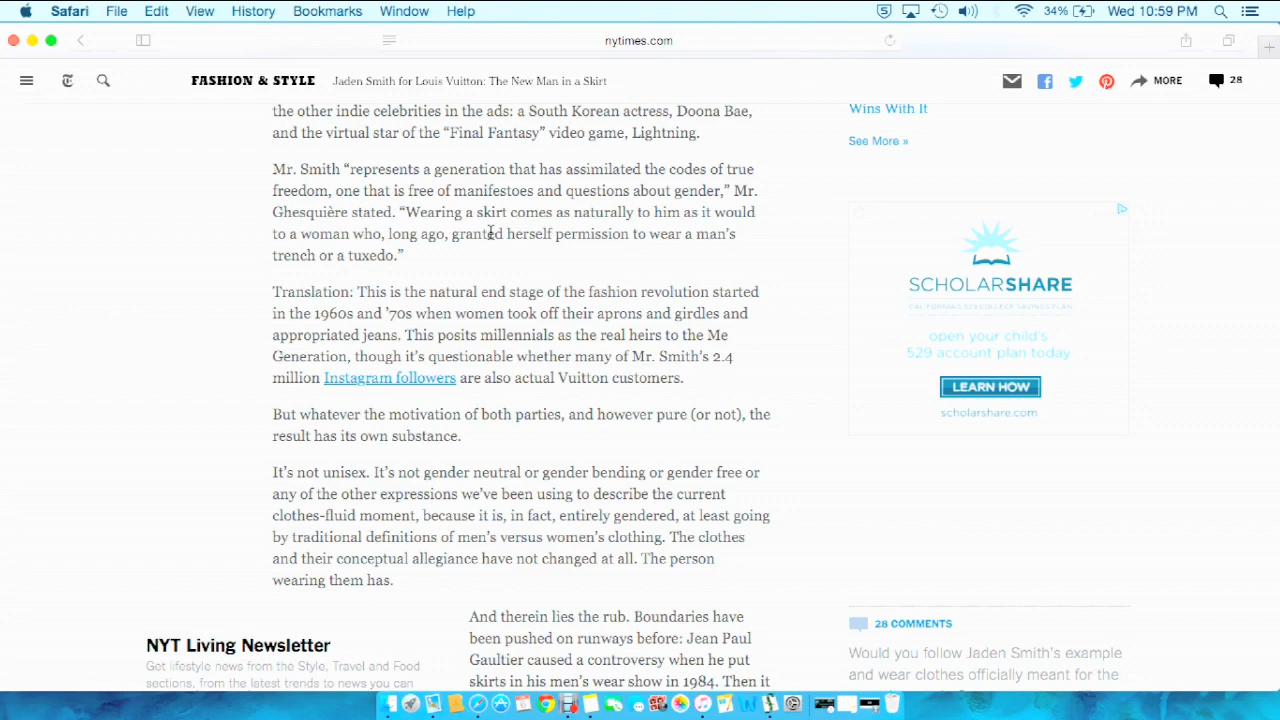 Safari File Edit View History Bookmarks Window Help
34% Wed 10:59 PM
nytimes.com
FASHION & STYLE Jaden Smith for Louis Vuitton: The New Man in a Skirt
MORE 28
the other indie celebrities in the ads: a South Korean actress, Doona Bae,
and the virtual star of the “Final Fantasy” video game, Lightning.
Mr. Smith “represents a generation that has assimilated the codes of true
freedom, one that is free of manifestoes and questions about gender,” Mr.
Ghesquière stated. “Wearing a skirt comes as naturally to him as it would
to a woman who, long ago, granted herself permission to wear a man’s
trench or a tuxedo.”
Translation: This is the natural end stage of the fashion revolution started
in the 1960s and ’70s when women took off their aprons and girdles and
appropriated jeans. This posits millennials as the real heirs to the Me
Generation, though it’s questionable whether many of Mr. Smith’s 2.4
million Instagram followers are also actual Vuitton customers.
But whatever the motivation of both parties, and however pure (or not), the
result has its own substance.
It’s not unisex. It’s not gender neutral or gender bending or gender free or
any of the other expressions we’ve been using to describe the current
clothes-fluid moment, because it is, in fact, entirely gendered, at least going
by traditional definitions of men’s versus women’s clothing. The clothes
and their conceptual allegiance have not changed at all. The person
wearing them has.
And therein lies the rub. Boundaries have
been pushed on runways before: Jean Paul
Gaultier caused a controversy when he put
skirts in his men’s wear show in 1984. Then it
NYT Living Newsletter
Get lifestyle news from the Style, Travel and Food
sections, from the latest trends to news you can
Wins With It
See More »
SCHOLARSHARE
CALIFORNIA'S 529 COLLEGE SAVINGS PLAN
open your child's
529 account plan today
LEARN HOW
scholarshare.com
28 COMMENTS
Would you follow Jaden Smith’s example
and wear clothes officially meant for the